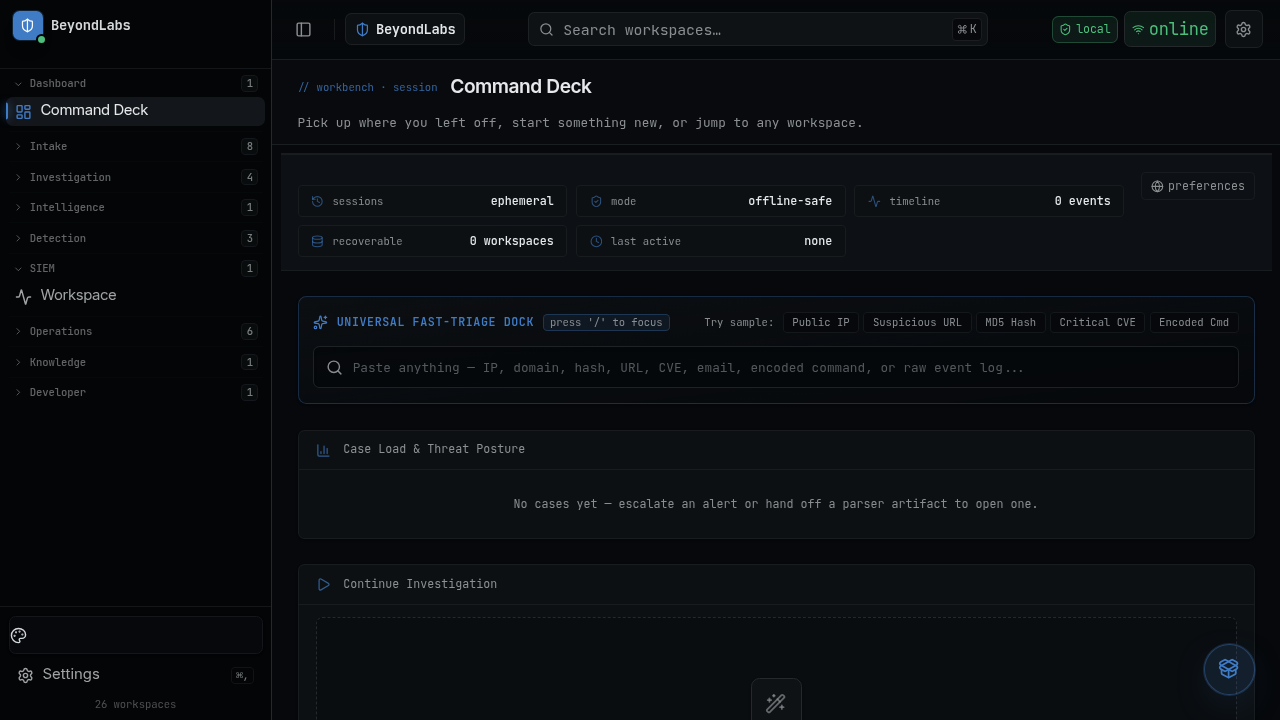 BeyondLabs
Dashboard 1
Command Deck
Intake 8
Investigation 4
Intelligence 1
Detection 3
SIEM 1
Workspace
Operations 6
Knowledge 1
Developer 1
Settings ⌘,
26 workspaces
BeyondLabs
Search workspaces… ⌘K
local
online
// workbench · session Command Deck
Pick up where you left off, start something new, or jump to any workspace.
preferences
sessions ephemeral
mode offline-safe
timeline 0 events
recoverable 0 workspaces
last active none
UNIVERSAL FAST-TRIAGE DOCK press '/' to focus Try sample: Public IP Suspicious URL MD5 Hash Critical CVE Encoded Cmd
Paste anything — IP, domain, hash, URL, CVE, email, encoded command, or raw event log...
Case Load & Threat Posture
No cases yet — escalate an alert or hand off a parser artifact to open one.
Continue Investigation